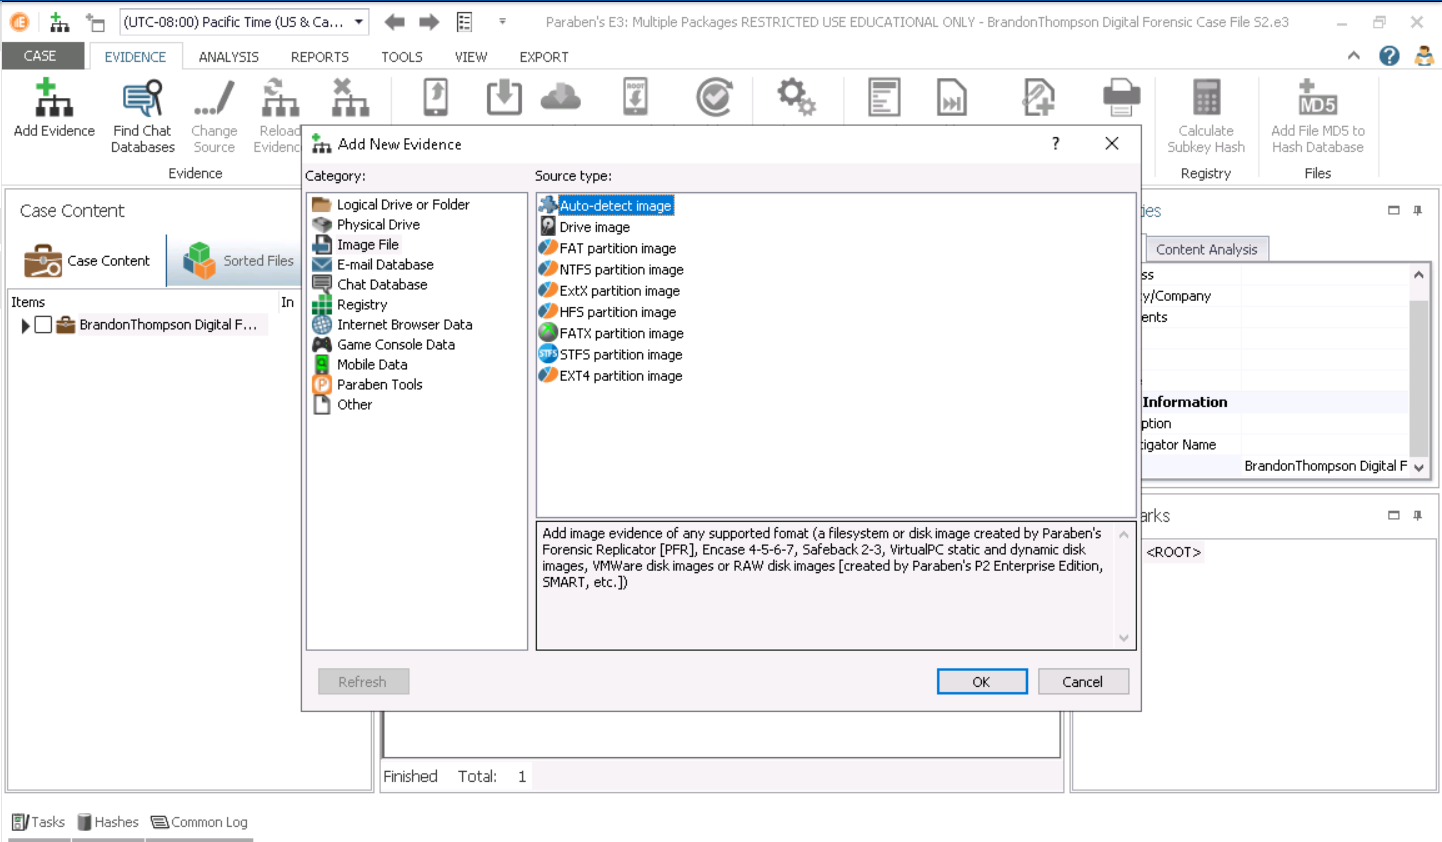 (UTC-08:00) Pacific Time (US & Ca...
Paraben's E3: Multiple Packages RESTRICTED USE EDUCATIONAL ONLY - BrandonThompson Digital Forensic Case File S2.e3
CASE
EVIDENCE
ANALYSIS
REPORTS
TOOLS
VIEW
EXPORT
Add Evidence
Find Chat
Databases
Change
Source
Reload
Evidenc
ROOT
MD5
Calculate
Subkey Hash
Add File MD5 to
Hash Database
Evidence
Registry
Files
Add New Evidence
?
Category:
Source type:
Logical Drive or Folder
Physical Drive
Image File
E-mail Database
Chat Database
Registry
Internet Browser Data
Game Console Data
Mobile Data
Paraben Tools
Other
Auto-detect image
Drive image
FAT partition image
NTFS partition image
ExtX partition image
HFS partition image
FATX partition image
STFS partition image
EXT4 partition image
Add image evidence of any supported fomat (a filesystem or disk image created by Paraben's
Forensic Replicator [PFR], Encase 4-5-6-7, Safeback 2-3, VirtualPC static and dynamic disk
images, VMWare disk images or RAW disk images [created by Paraben's P2 Enterprise Edition,
SMART, etc.])
Refresh
OK
Cancel
Case Content
Case Content
Sorted Files
Items
In
BrandonThompson Digital F...
ies
Content Analysis
ss
y/Company
ents
Information
ption
tigator Name
BrandonThompson Digital F
arks
<ROOT>
Finished Total: 1
Tasks
Hashes
Common Log